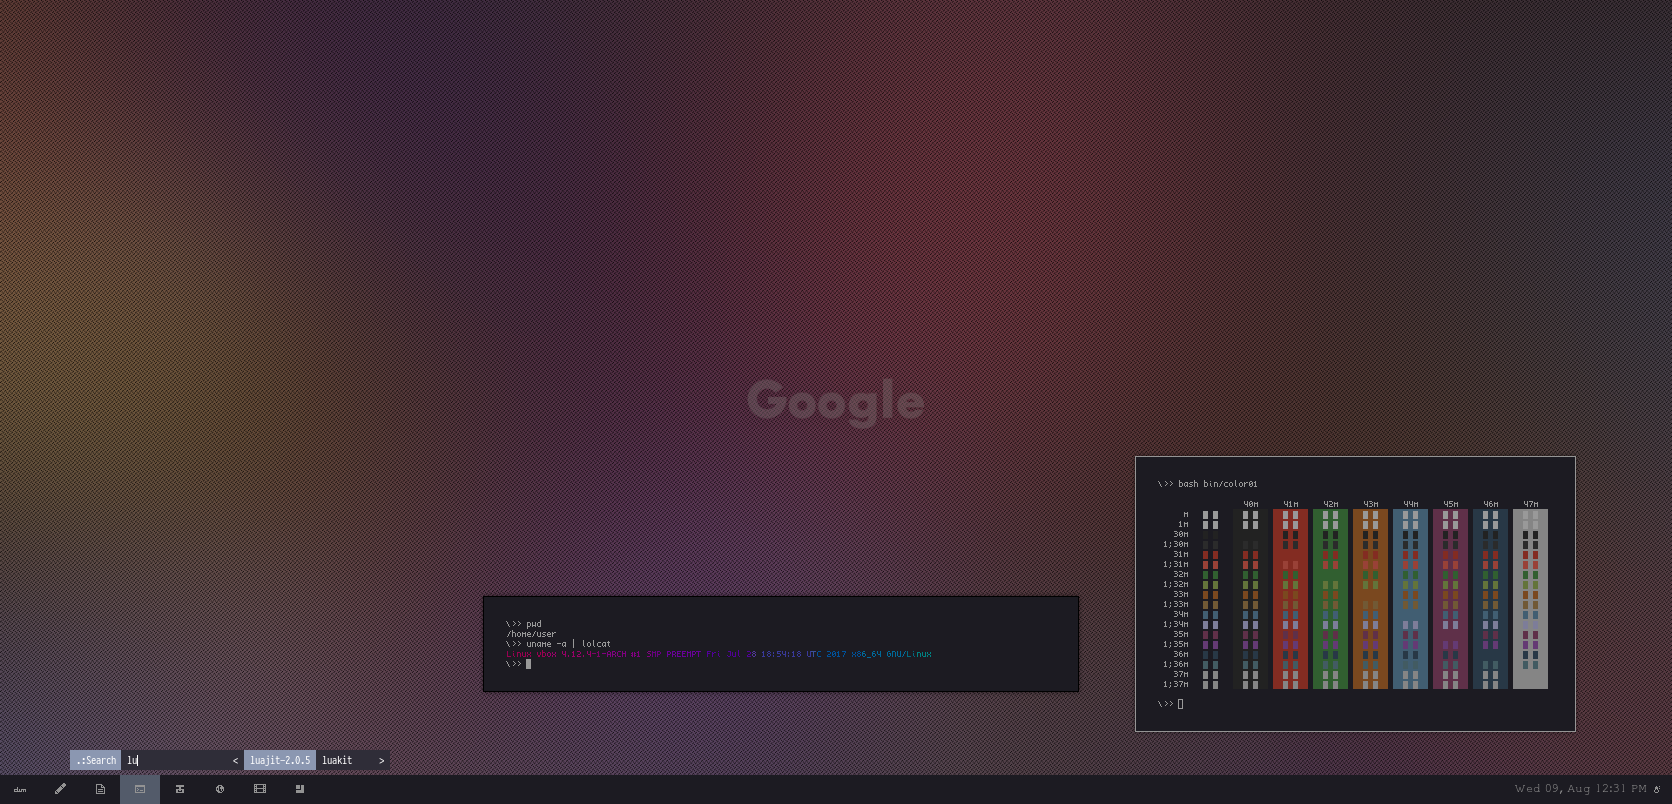 Google
\>> bash bin/color01
40m 41m 42m 43m 44m 45m 46m 47m
m
1m
30m
1;30m
31m
1;31m
32m
1;32m
33m
1;33m
34m
1;34m
35m
1;35m
36m
1;36m
37m
1;37m
\>>
\>> pwd
/home/user
\>> uname -a | lolcat
Linux vbox 4.12.4-1-ARCH #1 SMP PREEMPT Fri Jul 28 18:54:18 UTC 2017 x86_64 GNU/Linux
\>>
.:Search lu < luajit-2.0.5 luakit >
dwm
Wed 09, Aug 12:31 PM